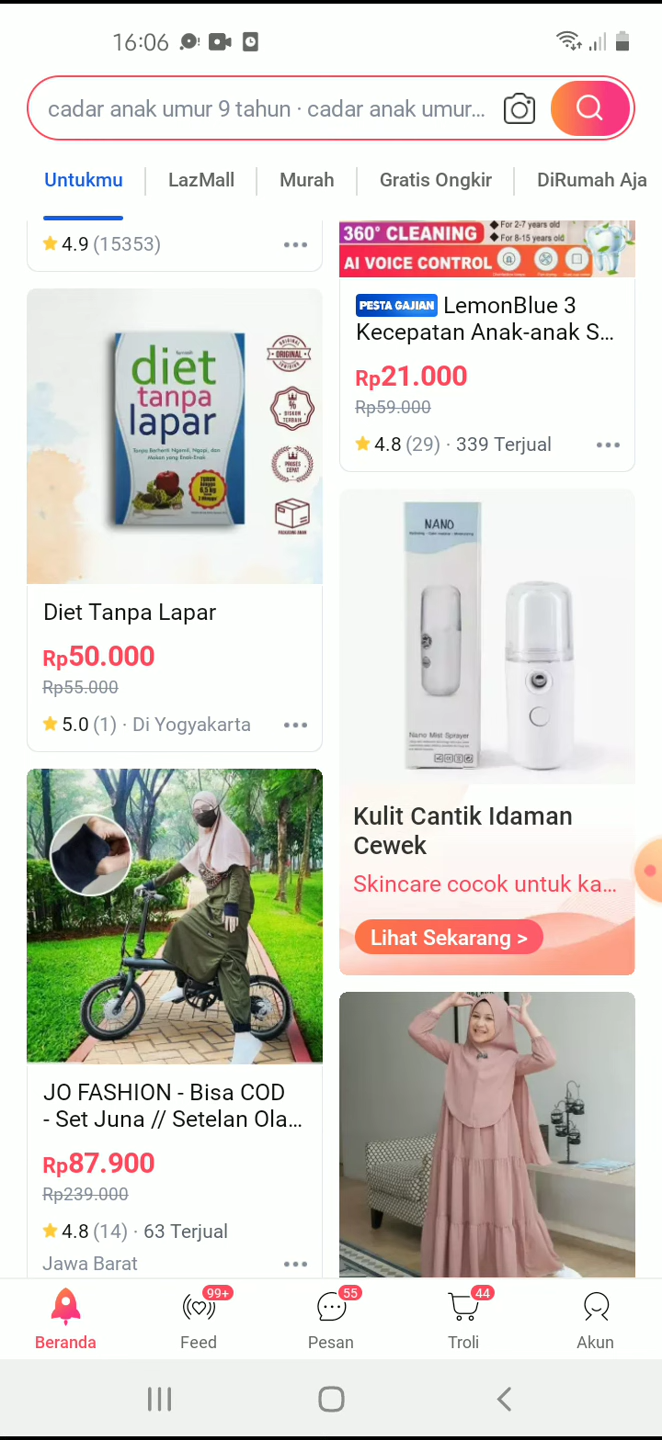 16:06
cadar anak umur 9 tahun · cadar anak umur...
Untukmu
LazMall
Murah
Gratis Ongkir
DiRumah Aja
4.9 (15353)
diet
tanpa
lapar
ORIGINAL
Diet Tanpa Lapar
Rp50.000
Rp55.000
5.0 (1) · Di Yogyakarta
JO FASHION - Bisa COD
- Set Juna // Setelan Ola...
Rp87.900
Rp239.000
4.8 (14) · 63 Terjual
Jawa Barat
360° CLEANING
For 2-7 years old
For 8-15 years old
AI VOICE CONTROL
PESTA GAJIAN LemonBlue 3
Kecepatan Anak-anak S...
Rp21.000
Rp59.000
4.8 (29) · 339 Terjual
NANO
Nano Mist Sprayer
Kulit Cantik Idaman
Cewek
Skincare cocok untuk ka...
Lihat Sekarang >
Beranda
99+
Feed
55
Pesan
44
Troli
Akun